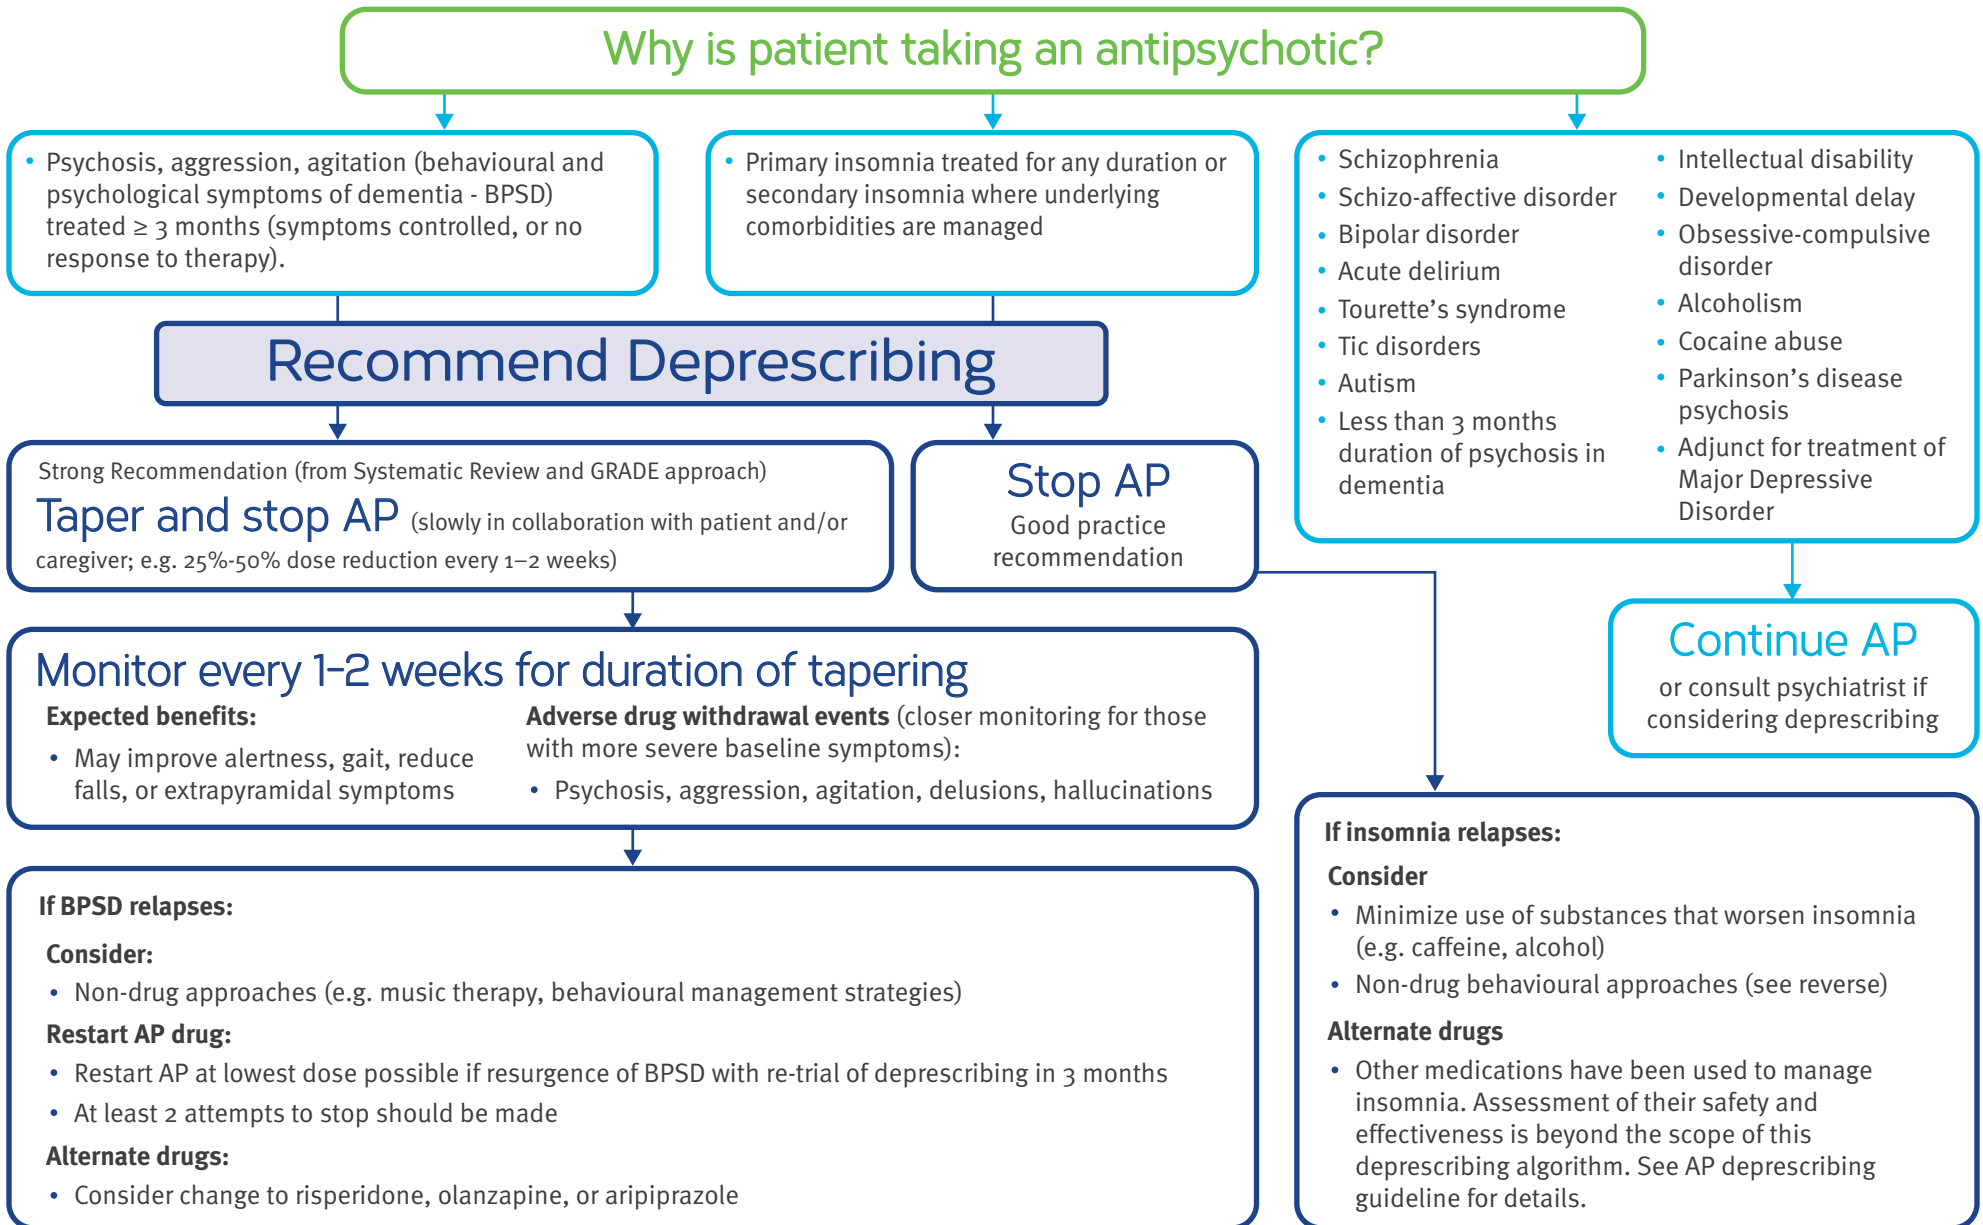 Why is patient taking an antipsychotic?
• Psychosis, aggression, agitation (behavioural and
psychological symptoms of dementia - BPSD)
treated ≥ 3 months (symptoms controlled, or no
response to therapy).
• Primary insomnia treated for any duration or
secondary insomnia where underlying
comorbidities are managed
• Schizophrenia
• Schizo-affective disorder
• Bipolar disorder
• Acute delirium
• Tourette’s syndrome
• Tic disorders
• Autism
• Less than 3 months
duration of psychosis in
dementia
• Intellectual disability
• Developmental delay
• Obsessive-compulsive
disorder
• Alcoholism
• Cocaine abuse
• Parkinson’s disease
psychosis
• Adjunct for treatment of
Major Depressive
Disorder
Recommend Deprescribing
Strong Recommendation (from Systematic Review and GRADE approach)
Taper and stop AP (slowly in collaboration with patient and/or
caregiver; e.g. 25%-50% dose reduction every 1–2 weeks)
Stop AP
Good practice
recommendation
Continue AP
or consult psychiatrist if
considering deprescribing
Monitor every 1-2 weeks for duration of tapering
Expected benefits:
• May improve alertness, gait, reduce
falls, or extrapyramidal symptoms
Adverse drug withdrawal events (closer monitoring for those
with more severe baseline symptoms):
• Psychosis, aggression, agitation, delusions, hallucinations
If BPSD relapses:
Consider:
• Non-drug approaches (e.g. music therapy, behavioural management strategies)
Restart AP drug:
• Restart AP at lowest dose possible if resurgence of BPSD with re-trial of deprescribing in 3 months
• At least 2 attempts to stop should be made
Alternate drugs:
• Consider change to risperidone, olanzapine, or aripiprazole
If insomnia relapses:
Consider
• Minimize use of substances that worsen insomnia
(e.g. caffeine, alcohol)
• Non-drug behavioural approaches (see reverse)
Alternate drugs
• Other medications have been used to manage
insomnia. Assessment of their safety and
effectiveness is beyond the scope of this
deprescribing algorithm. See AP deprescribing
guideline for details.